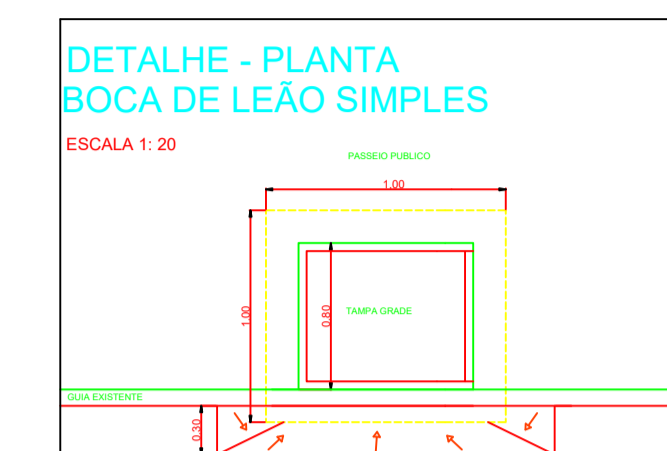 DETALHE - PLANTA
BOCA DE LEÃO SIMPLES
ESCALA 1: 20
PASSEIO PUBLICO
1.00
1.00
0.80
TAMPA GRADE
GUIA EXISTENTE
0.30